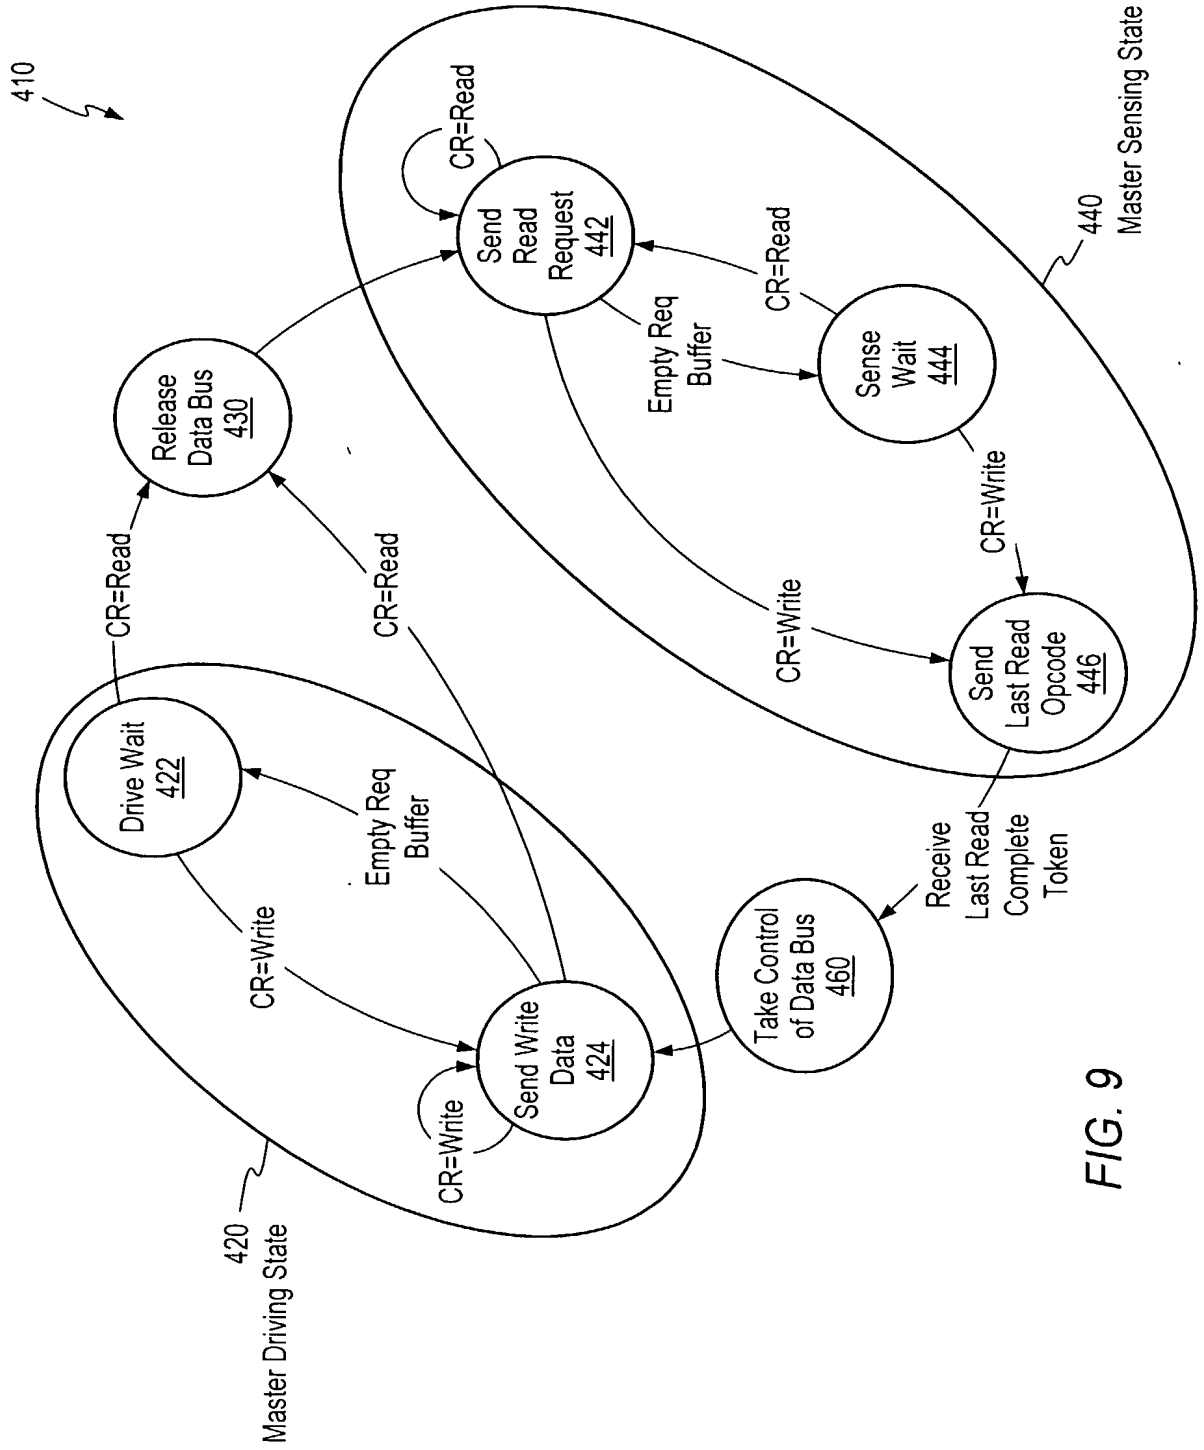 410
Release
Data Bus
430
CR=Read
CR=Read
Drive Wait
422
CR=Write
Empty Req
Buffer
CR=Write
Send Write
Data
424
420
Master Driving State
CR=Read
Send
Read
Request
442
Empty Req
Buffer
CR=Read
Sense
Wait
444
CR=Write
CR=Write
Send
Last Read
Opcode
446
440
Master Sensing State
Receive
Last Read
Complete
Token
Take Control
of Data Bus
460
FIG. 9